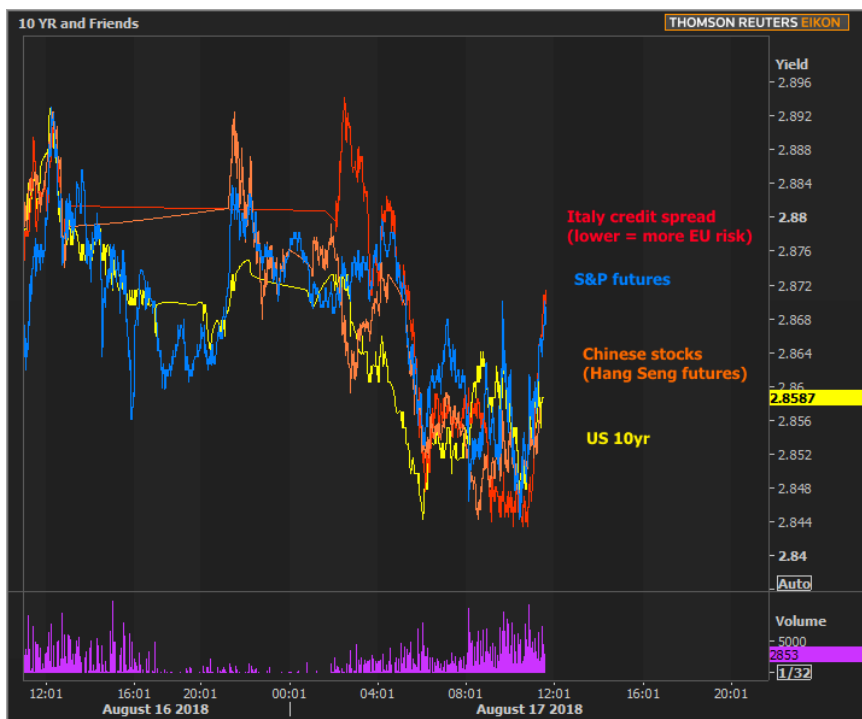 10 YR and Friends
THOMSON REUTERS EIKON
Yield
2.896
2.892
2.888
2.884
2.88
2.876
2.872
2.868
2.864
2.86
2.8587
2.856
2.852
2.848
2.844
2.84
Auto
Italy credit spread
(lower = more EU risk)
S&P futures
Chinese stocks
(Hang Seng futures)
US 10yr
Volume
5000
2853
1/32
12:01 16:01 20:01 00:01 04:01 08:01 12:01 16:01 20:01
August 16 2018 August 17 2018